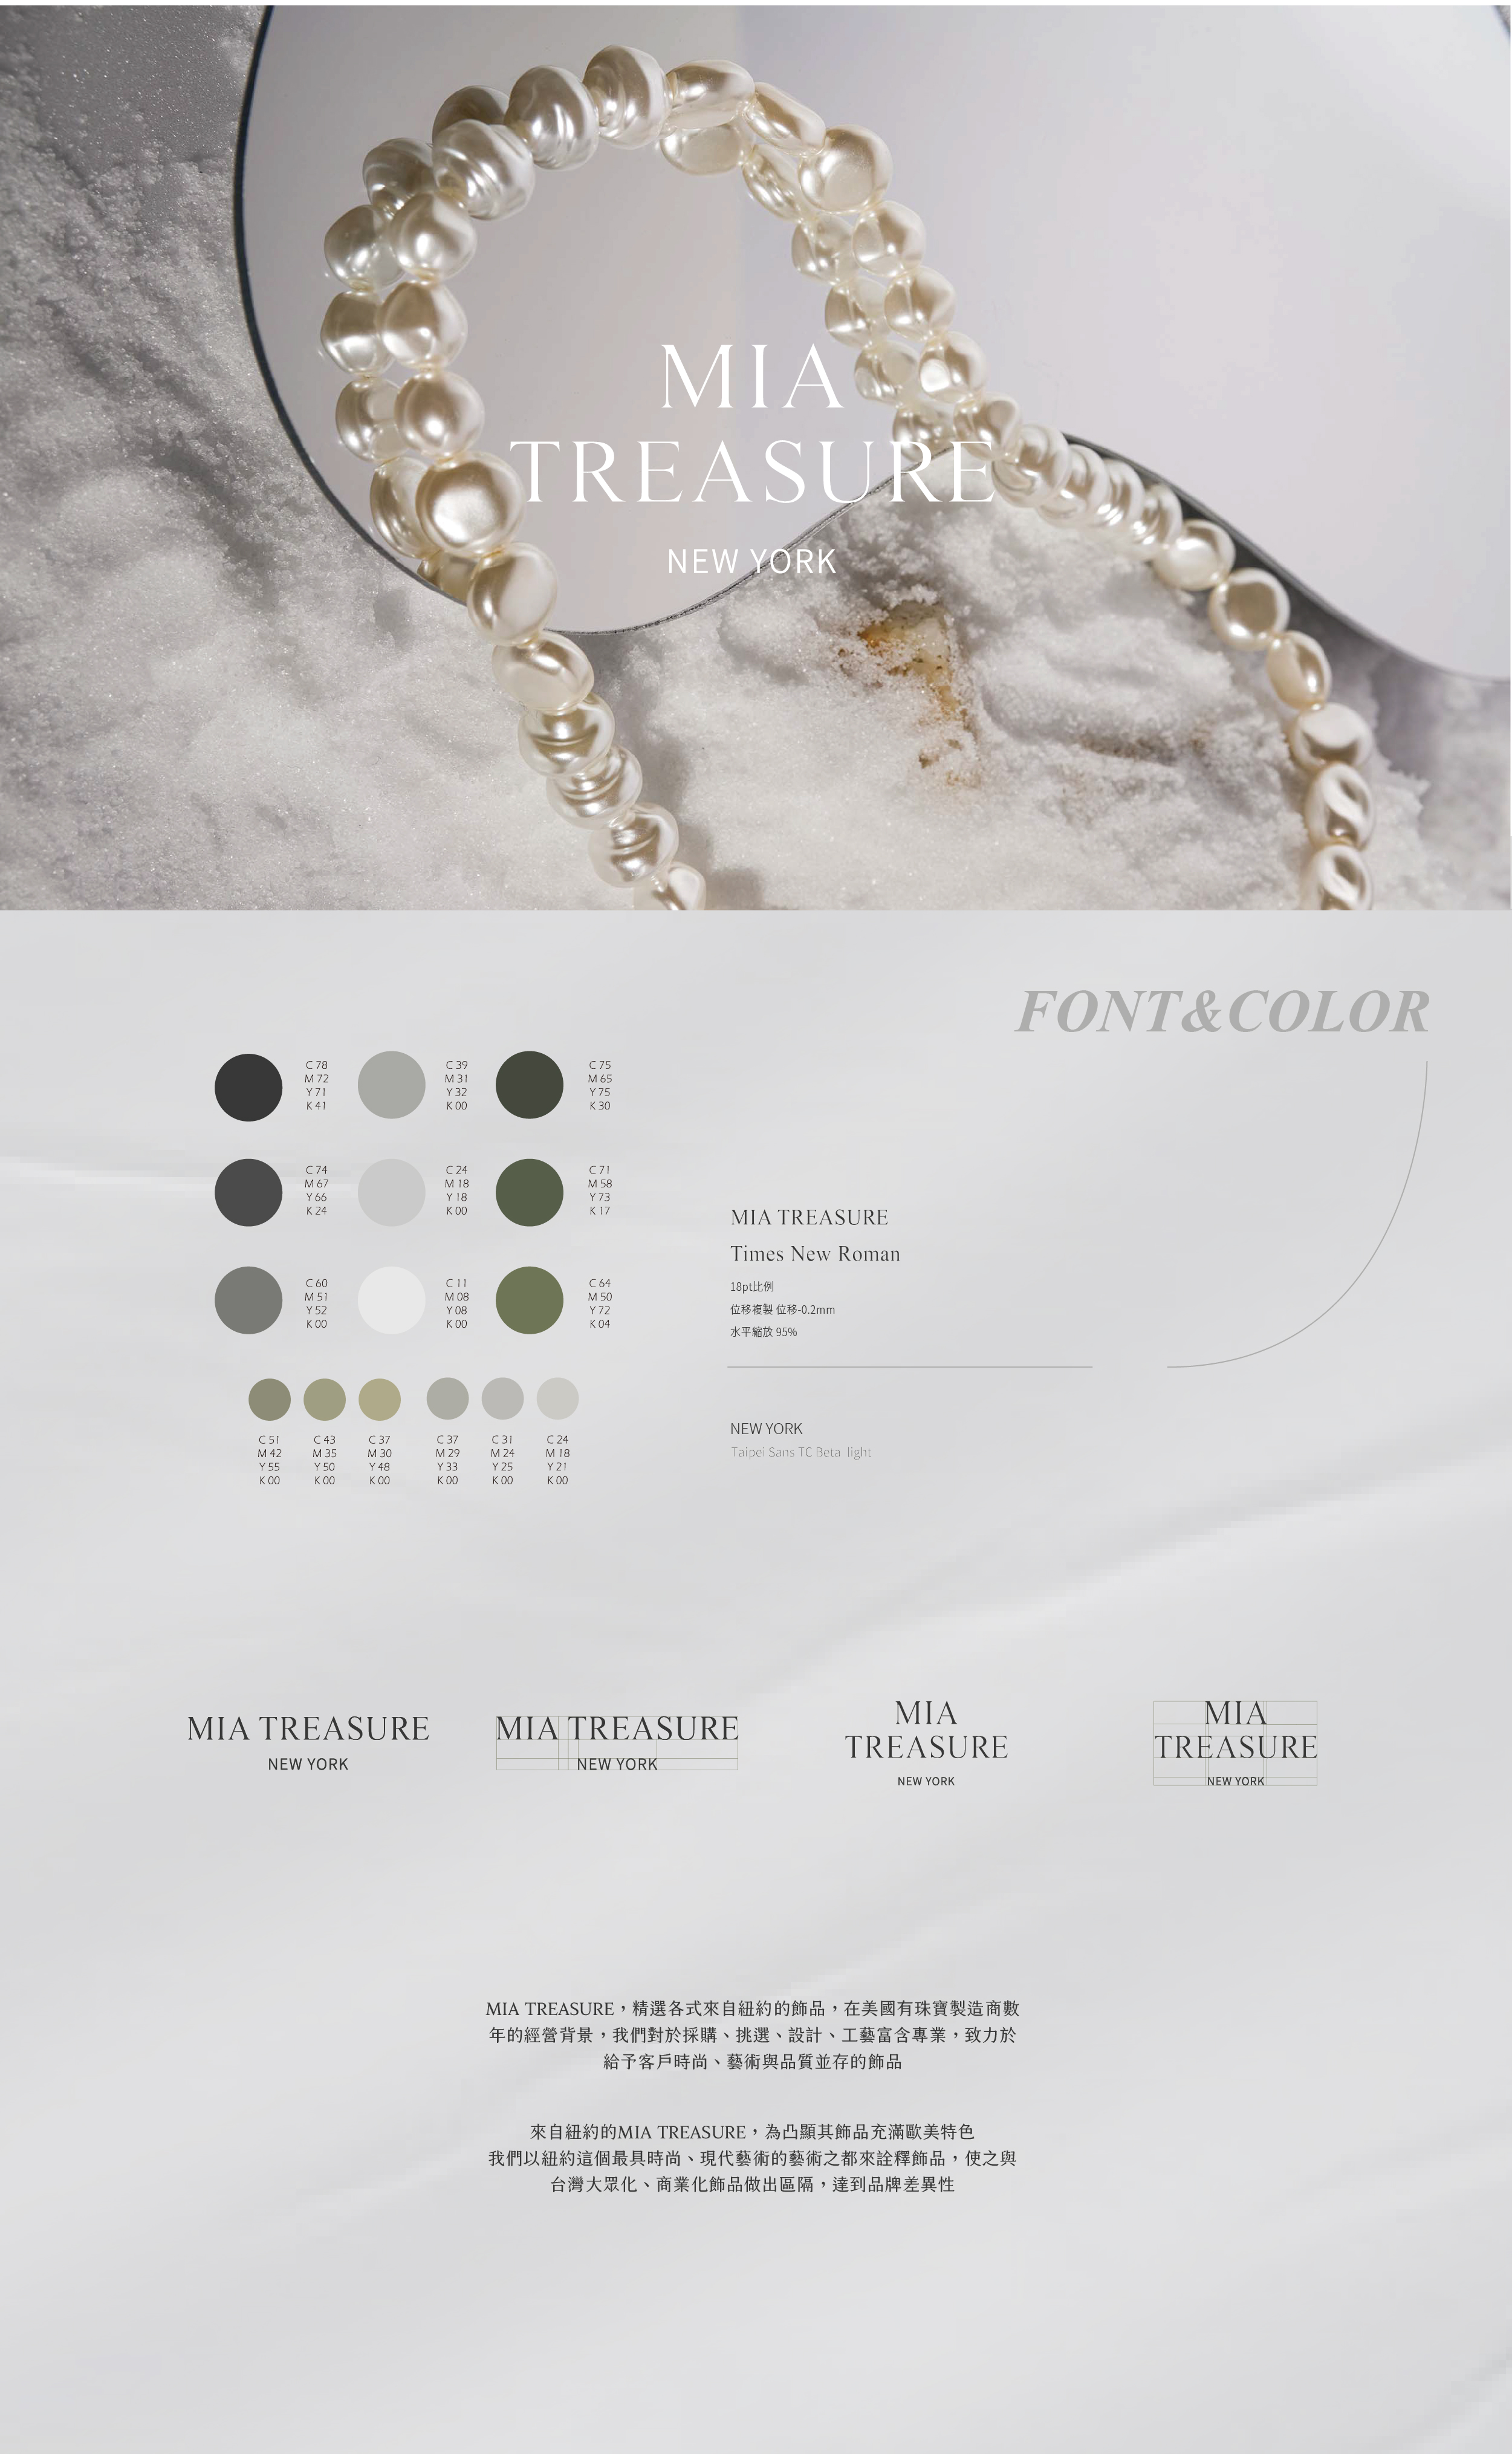 MIA
TREASURE
NEW YORK
FONT&COLOR
C 78
M 72
Y 71
K 41
C 39
M 31
Y 32
K 00
C 75
M 65
Y 75
K 30
C 74
M 67
Y 66
K 24
C 24
M 18
Y 18
K 00
C 71
M 58
Y 73
K 17
C 60
M 51
Y 52
K 00
C 11
M 08
Y 08
K 00
C 64
M 50
Y 72
K 04
C 51
M 42
Y 55
K 00
C 43
M 35
Y 50
K 00
C 37
M 30
Y 48
K 00
C 37
M 29
Y 33
K 00
C 31
M 24
Y 25
K 00
C 24
M 18
Y 21
K 00
MIA TREASURE
Times New Roman
18pt比例
位移複製 位移-0.2mm
水平縮放 95%
NEW YORK
Taipei Sans TC Beta light
MIA TREASURE
NEW YORK
MIA TREASURE
NEW YORK
MIA
TREASURE
NEW YORK
MIA
TREASURE
NEW YORK
MIA TREASURE，精選各式來自紐約的飾品，在美國有珠寶製造商數
年的經營背景，我們對於採購、挑選、設計、工藝富含專業，致力於
給予客戶時尚、藝術與品質並存的飾品
來自紐約的MIA TREASURE，為凸顯其飾品充滿歐美特色
我們以紐約這個最具時尚、現代藝術的藝術之都來詮釋飾品，使之與
台灣大眾化、商業化飾品做出區隔，達到品牌差異性